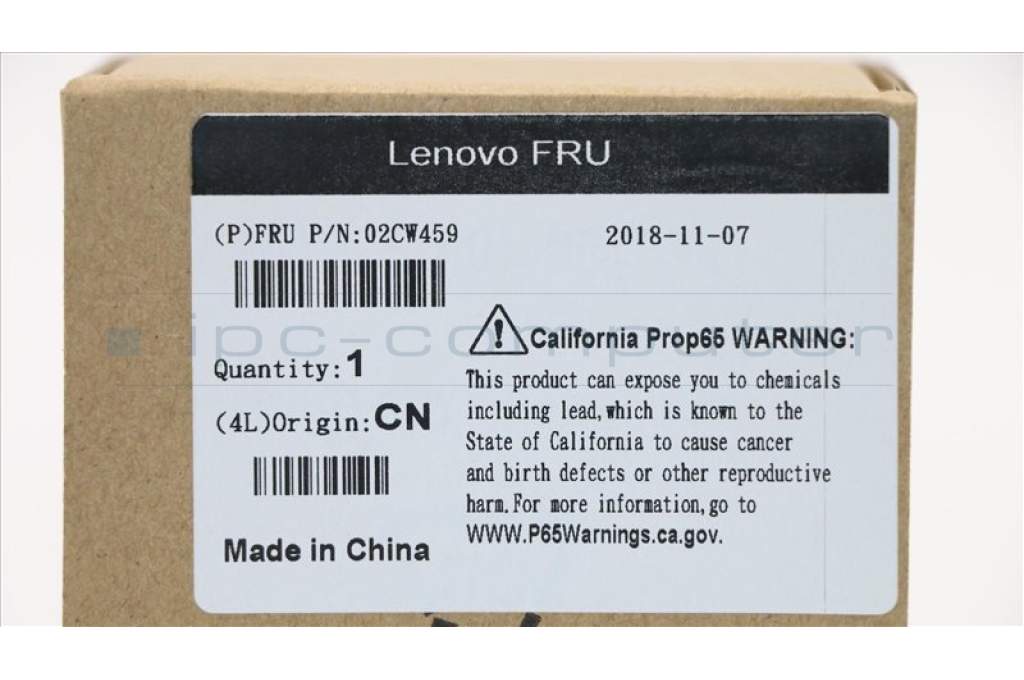 Lenovo FRU
(P)FRU P/N:02CW459
2018-11-07
ipc-computer
Quantity:1
(4L)Origin:CN
Made in China
California Prop65 WARNING:
This product can expose you to chemicals
including lead,which is known to the
State of California to cause cancer
and birth defects or other reproductive
harm.For more information,go to
WWW.P65Warnings.ca.gov.